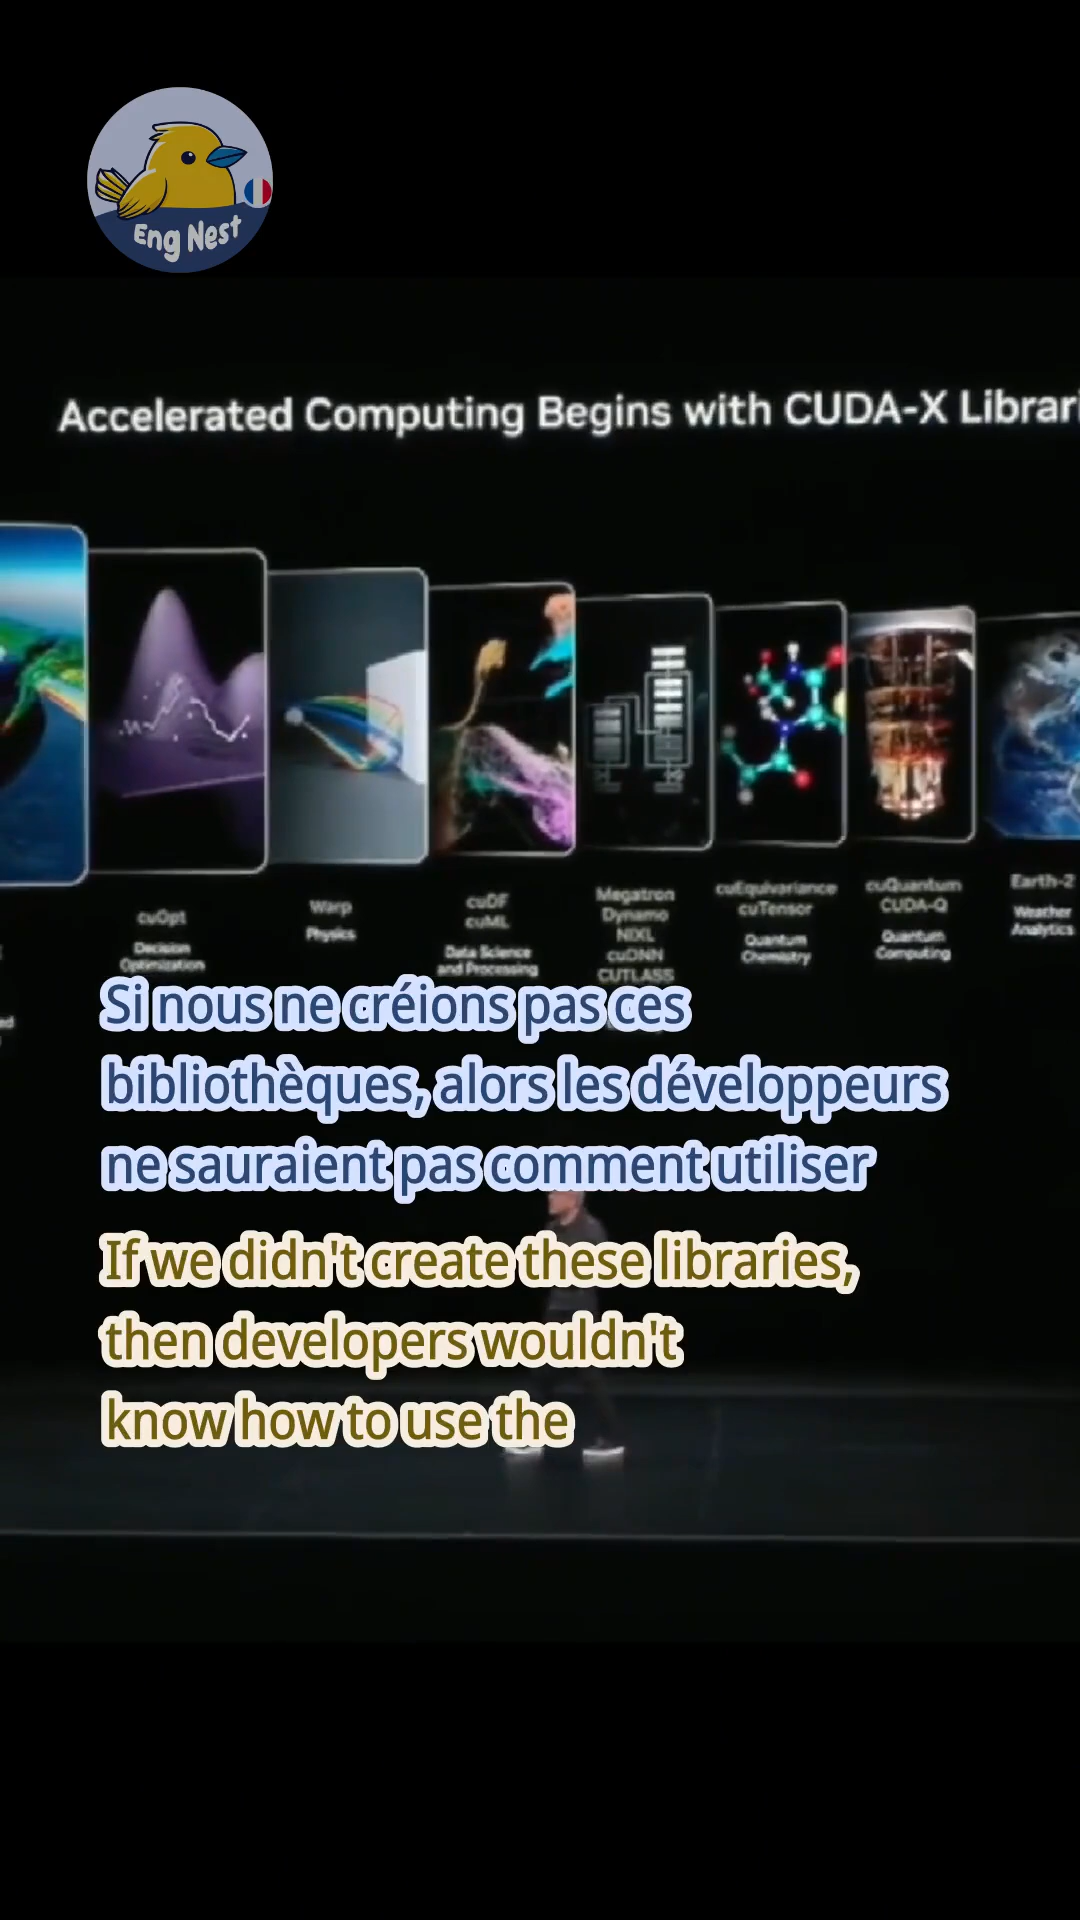 Eng Nest
Accelerated Computing Begins with CUDA-X Librari
cuOpt
Decision
Optimization
Warp
Physics
cuDF
cuML
Data Science
and Processing
Megatron
Dynamo
NIXL
cuDNN
CUTLASS
cuEquivariance
cuTensor
Quantum
Chemistry
cuQuantum
CUDA-Q
Quantum
Computing
Earth-2
Weather
Analytics
Si nous ne créions pas ces
bibliothèques, alors les développeurs
ne sauraient pas comment utiliser
If we didn't create these libraries,
then developers wouldn't
know how to use the